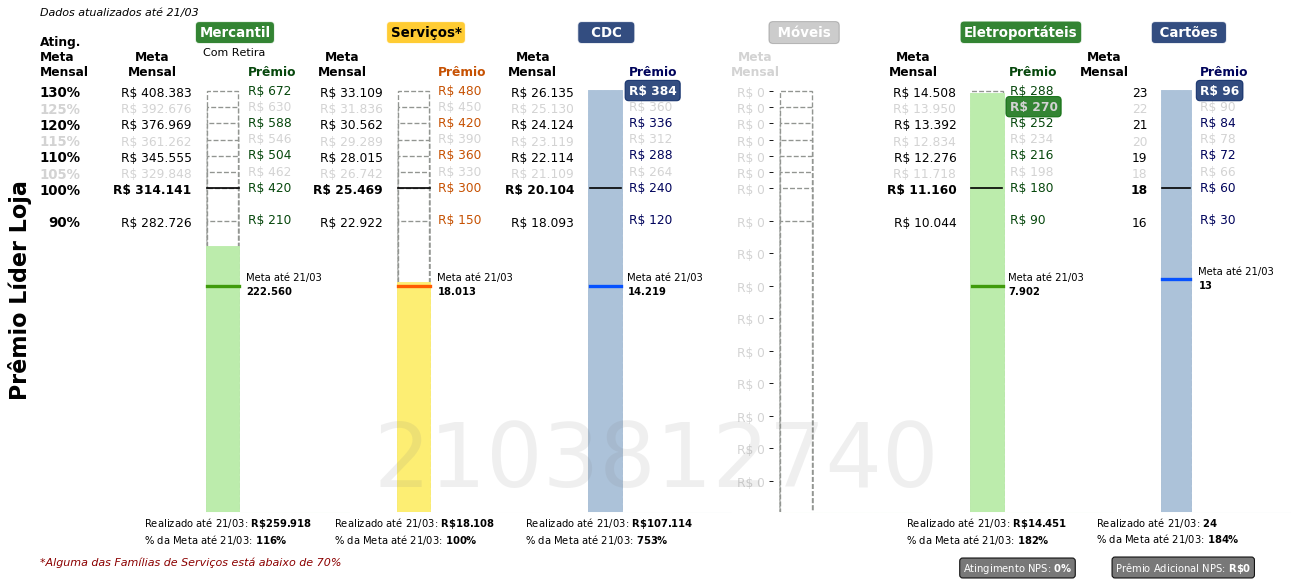 Dados atualizados até 21/03
Mercantil Serviços* CDC Móveis Eletroportáteis Cartões
Com Retira
Ating. Meta Mensal
Meta Mensal Prêmio Meta Mensal Prêmio Meta Mensal Prêmio Meta Mensal Meta Mensal Prêmio Meta Mensal Prêmio
130% R$ 408.383 R$ 672 R$ 33.109 R$ 480 R$ 26.135 R$ 384 R$ 0 R$ 14.508 R$ 288 23 R$ 96
125% R$ 392.676 R$ 630 R$ 31.836 R$ 450 R$ 25.130 R$ 360 R$ 0 R$ 13.950 R$ 270 22 R$ 90
120% R$ 376.969 R$ 588 R$ 30.562 R$ 420 R$ 24.124 R$ 336 R$ 0 R$ 13.392 R$ 252 21 R$ 84
115% R$ 361.262 R$ 546 R$ 29.289 R$ 390 R$ 23.119 R$ 312 R$ 0 R$ 12.834 R$ 234 20 R$ 78
110% R$ 345.555 R$ 504 R$ 28.015 R$ 360 R$ 22.114 R$ 288 R$ 0 R$ 12.276 R$ 216 19 R$ 72
105% R$ 329.848 R$ 462 R$ 26.742 R$ 330 R$ 21.109 R$ 264 R$ 0 R$ 11.718 R$ 198 18 R$ 66
100% R$ 314.141 R$ 420 R$ 25.469 R$ 300 R$ 20.104 R$ 240 R$ 0 R$ 11.160 R$ 180 18 R$ 60
90% R$ 282.726 R$ 210 R$ 22.922 R$ 150 R$ 18.093 R$ 120 R$ 0 R$ 10.044 R$ 90 16 R$ 30
R$ 0
Meta até 21/03 Meta até 21/03 Meta até 21/03 R$ 0 Meta até 21/03 Meta até 21/03
222.560 18.013 14.219 7.902 13
R$ 0
R$ 0
R$ 0
R$ 0
R$ 0
R$ 0
Prêmio Líder Loja
2103812740
Realizado até 21/03: R$259.918 Realizado até 21/03: R$18.108 Realizado até 21/03: R$107.114 Realizado até 21/03: R$14.451 Realizado até 21/03: 24
% da Meta até 21/03: 116% % da Meta até 21/03: 100% % da Meta até 21/03: 753% % da Meta até 21/03: 182% % da Meta até 21/03: 184%
*Alguma das Famílias de Serviços está abaixo de 70%
Atingimento NPS: 0% Prêmio Adicional NPS: R$0